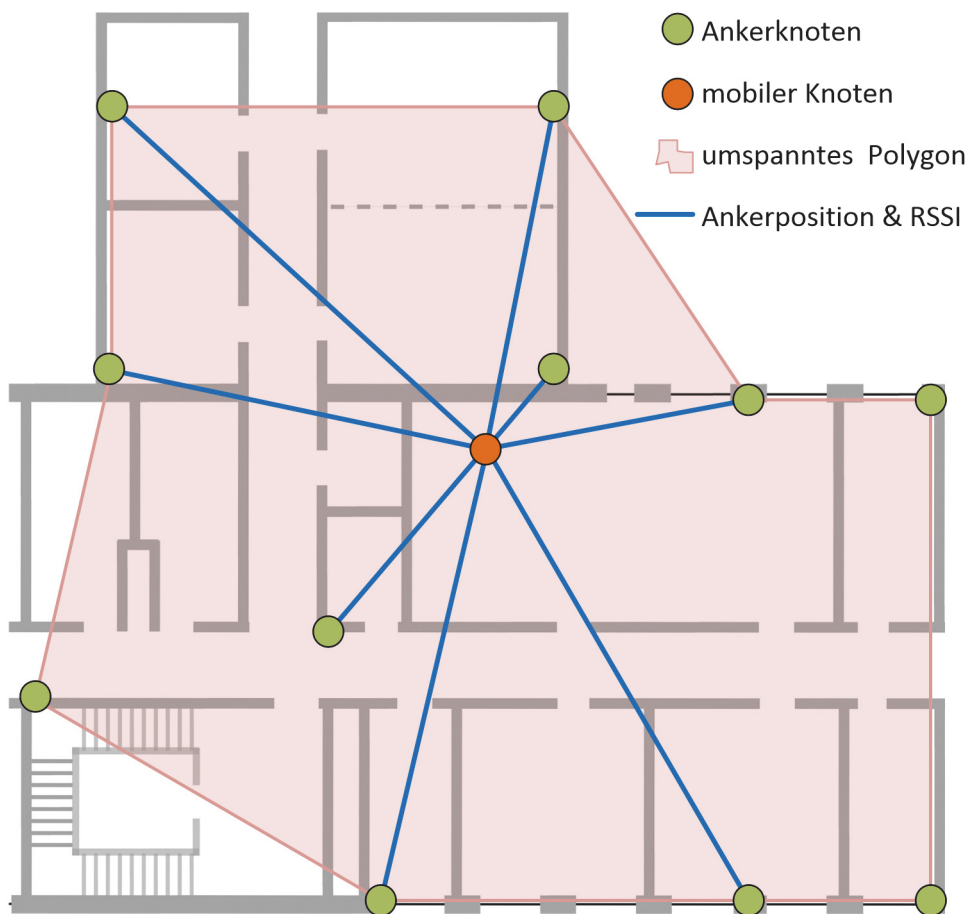 Ankerknoten
mobiler Knoten
umspanntes Polygon
Ankerposition & RSSI